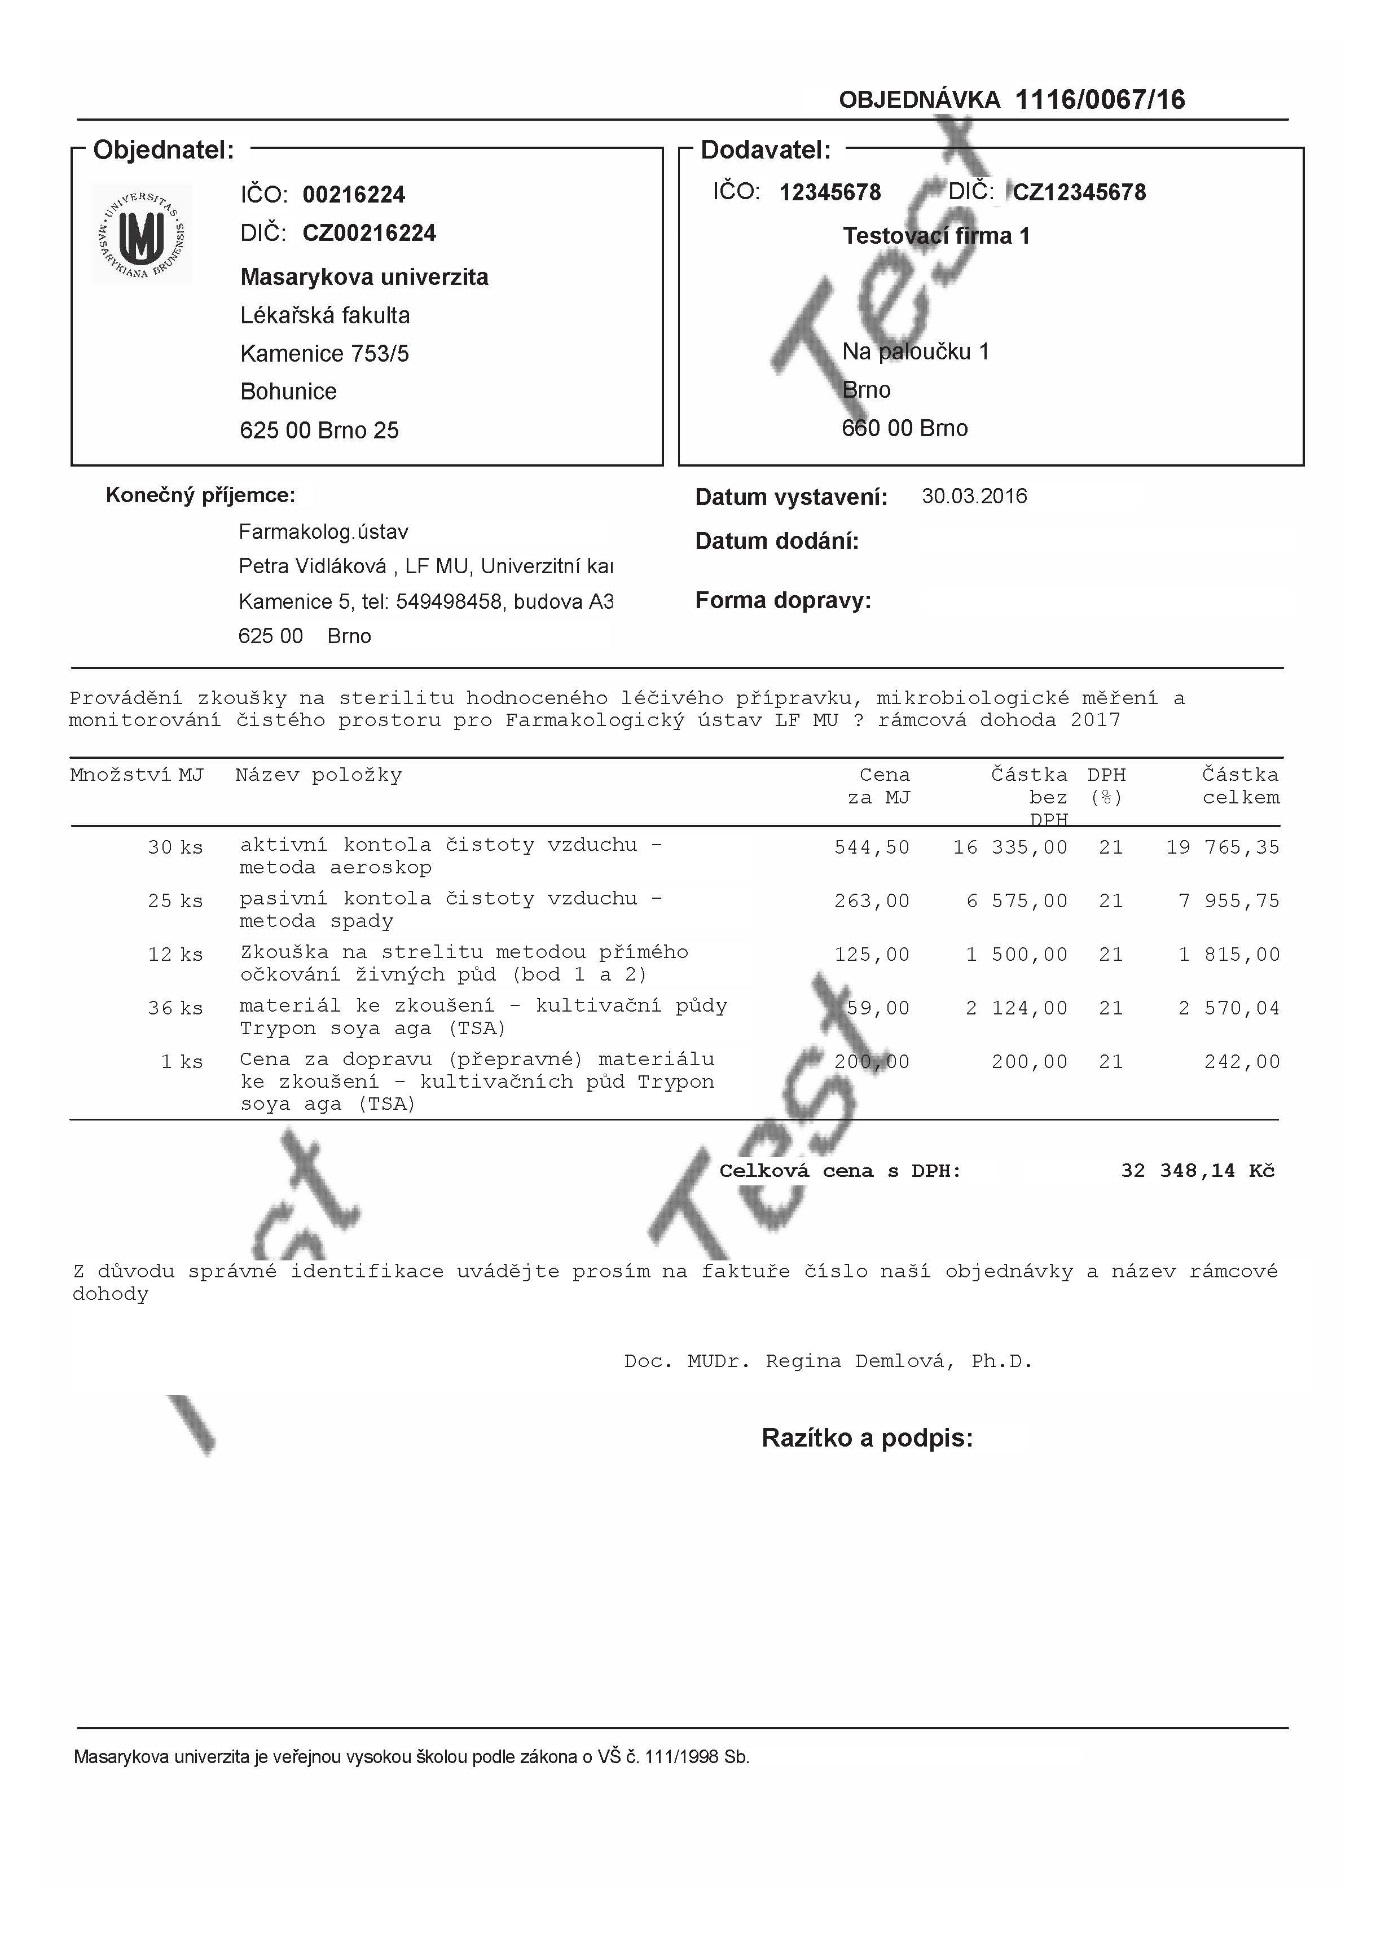 OBJEDNÁVKA 1116/0067/16
Objednatel:
UNIVERSITAS MASARYKIANA BRUNENSIS
IČO: 00216224
DIČ: CZ00216224
Masarykova univerzita
Lékařská fakulta
Kamenice 753/5
Bohunice
625 00 Brno 25
Dodavatel:
IČO: 12345678 DIČ: CZ12345678
Testovací firma 1
Na paloučku 1
Brno
660 00 Brno
Test
Konečný příjemce:
Farmakolog.ústav
Petra Vidláková , LF MU, Univerzitní
Kamenice 5, tel: 549498458, budova A3
625 00 Brno
Datum vystavení: 30.03.2016
Datum dodání:
Forma dopravy:
Provádění zkoušky na sterilitu hodnoceného léčivého přípravku, mikrobiologické měření a
monitorování čistého prostoru pro Farmakologický ústav LF MU ? rámcová dohoda 2017
Množství MJ Název položky Cena Částka DPH Částka
za MJ bez (%) celkem
DPH
30 ks aktivní kontola čistoty vzduchu – 544,50 16 335,00 21 19 765,35
metoda aeroskop
25 ks pasivní kontola čistoty vzduchu – 263,00 6 575,00 21 7 955,75
metoda spady
12 ks Zkouška na strelitu metodou přímého 125,00 1 500,00 21 1 815,00
očkování živných půd (bod 1 a 2)
36 ks materiál ke zkoušení – kultivační půdy 59,00 2 124,00 21 2 570,04
Trypon soya aga (TSA)
1 ks Cena za dopravu (přepravné) materiálu 200,00 200,00 21 242,00
ke zkoušení – kultivačních půd Trypon
soya aga (TSA)
Test
Celková cena s DPH: 32 348,14 Kč
Z důvodu správné identifikace uvádějte prosím na faktuře číslo naší objednávky a název rámcové
dohody
Doc. MUDr. Regina Demlová, Ph.D.
Razítko a podpis:
Masarykova univerzita je veřejnou vysokou školou podle zákona o VŠ č. 111/1998 Sb.